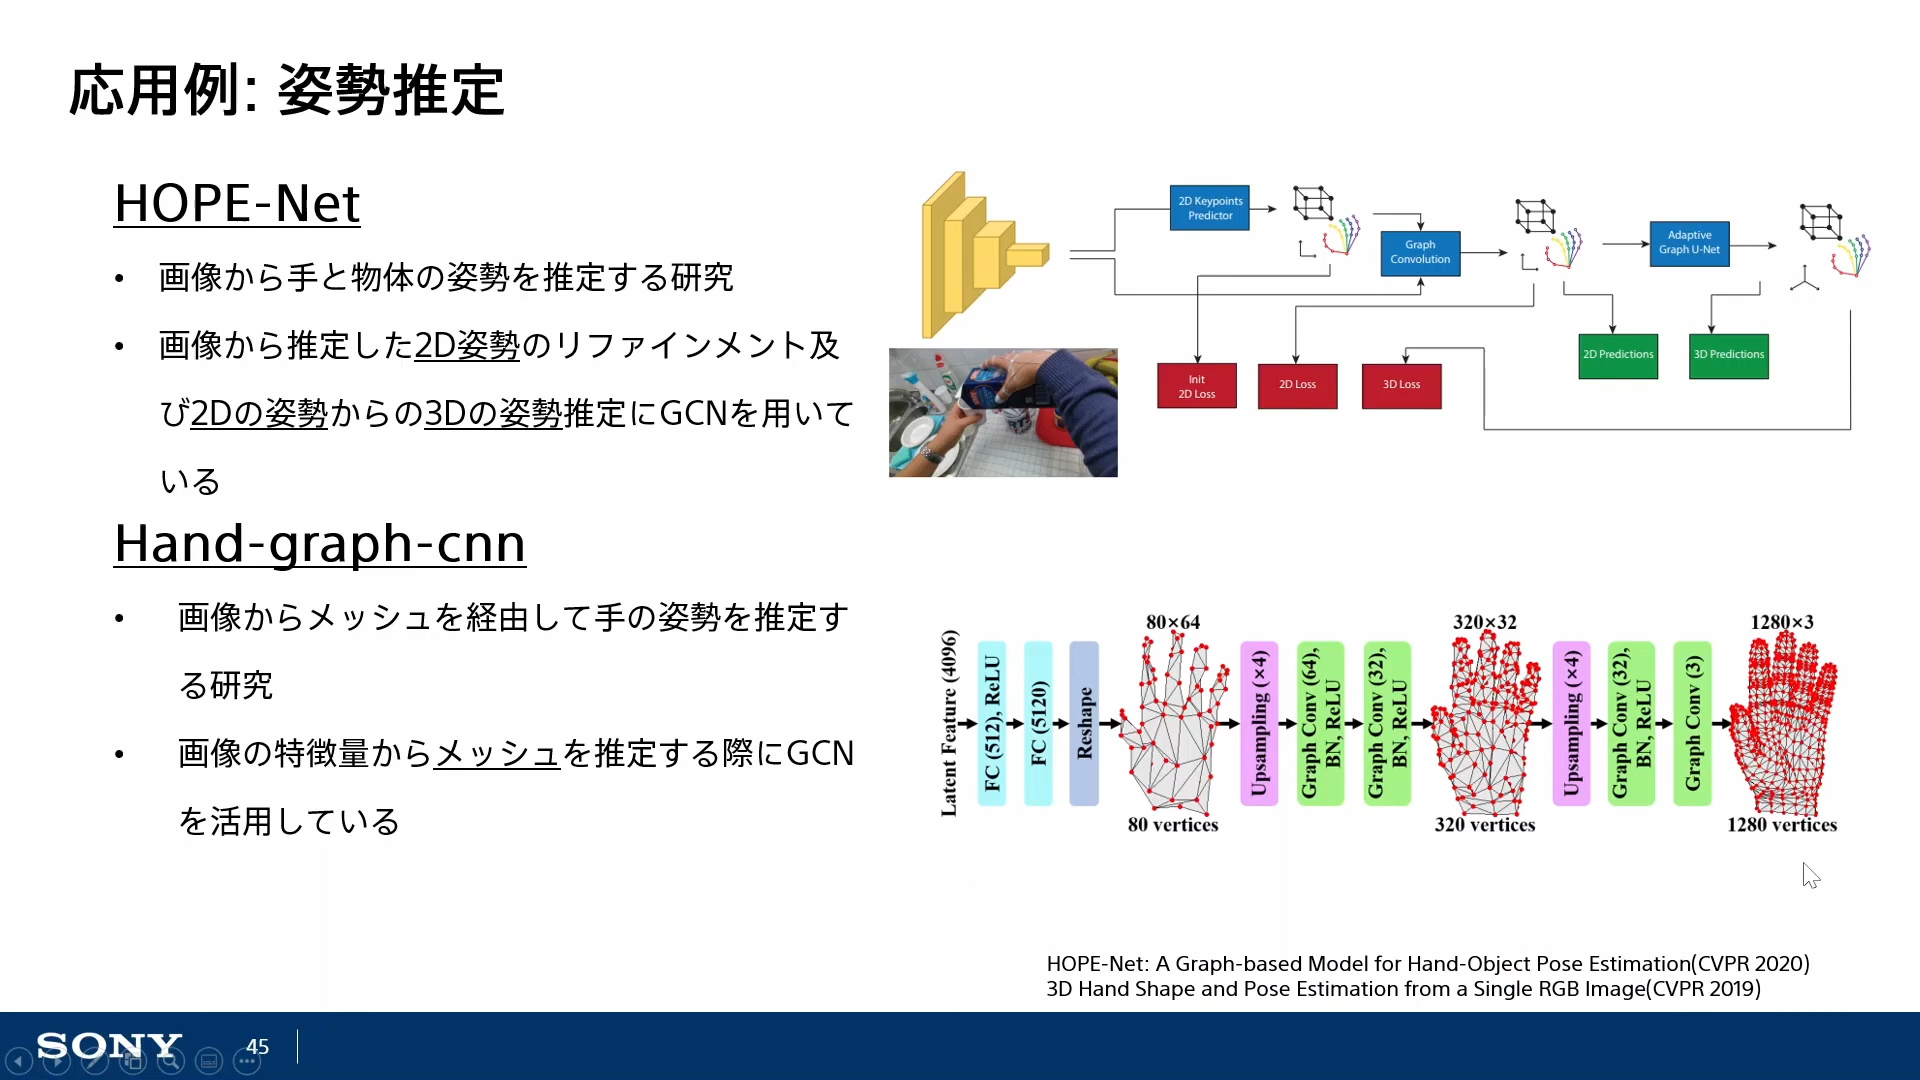 応用例: 姿勢推定
HOPE-Net
• 画像から手と物体の姿勢を推定する研究
• 画像から推定した2D姿勢のリファインメント及
び2Dの姿勢からの3Dの姿勢推定にGCNを用いて
いる
2D Keypoints
Predictor
Graph
Convolution
Adaptive
Graph U-Net
Init
2D Loss
2D Loss
3D Loss
2D Predictions
3D Predictions
Hand-graph-cnn
• 画像からメッシュを経由して手の姿勢を推定す
る研究
• 画像の特徴量からメッシュを推定する際にGCN
を活用している
Latent Feature (4096)
FC (512), ReLU
FC (5120)
Reshape
80×64
80 vertices
Upsampling (×4)
Graph Conv (64),
BN, ReLU
Graph Conv (32),
BN, ReLU
320×32
320 vertices
Upsampling (×4)
Graph Conv (32),
BN, ReLU
Graph Conv (3)
1280×3
1280 vertices
HOPE-Net: A Graph-based Model for Hand-Object Pose Estimation(CVPR 2020)
3D Hand Shape and Pose Estimation from a Single RGB Image(CVPR 2019)
SONY
45